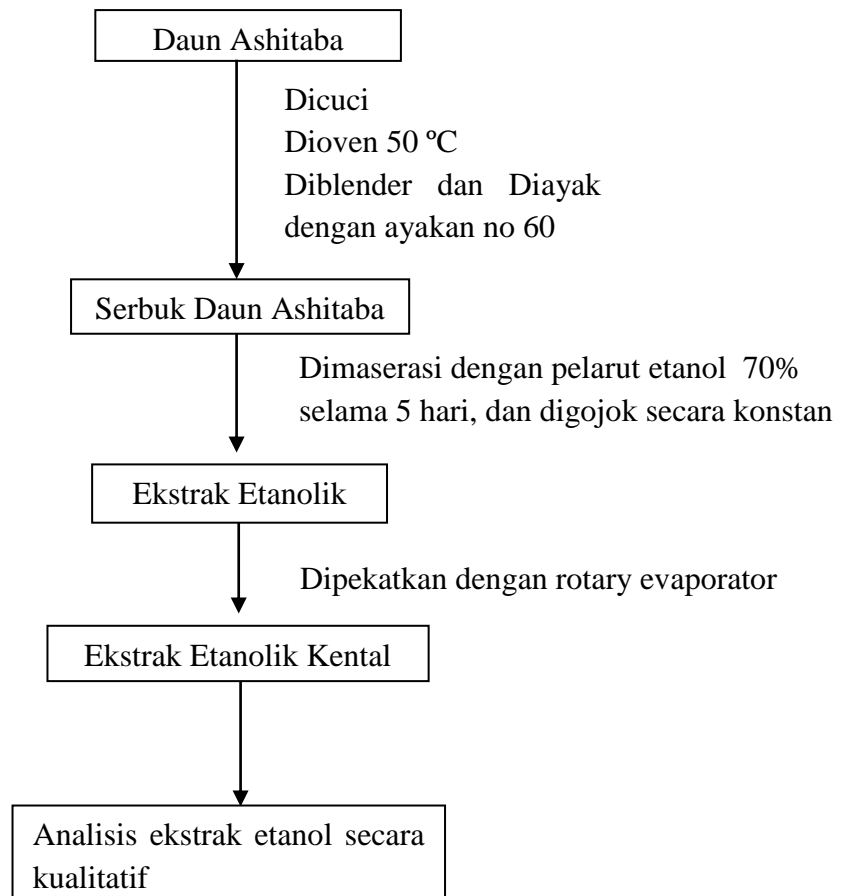 Daun Ashitaba
Dicuci
Dioven 50 ºC
Diblender dan Diayak
dengan ayakan no 60
Serbuk Daun Ashitaba
Dimaserasi dengan pelarut etanol 70%
selama 5 hari, dan digojok secara konstan
Ekstrak Etanolik
Dipekatkan dengan rotary evaporator
Ekstrak Etanolik Kental
Analisis ekstrak etanol secara
kualitatif